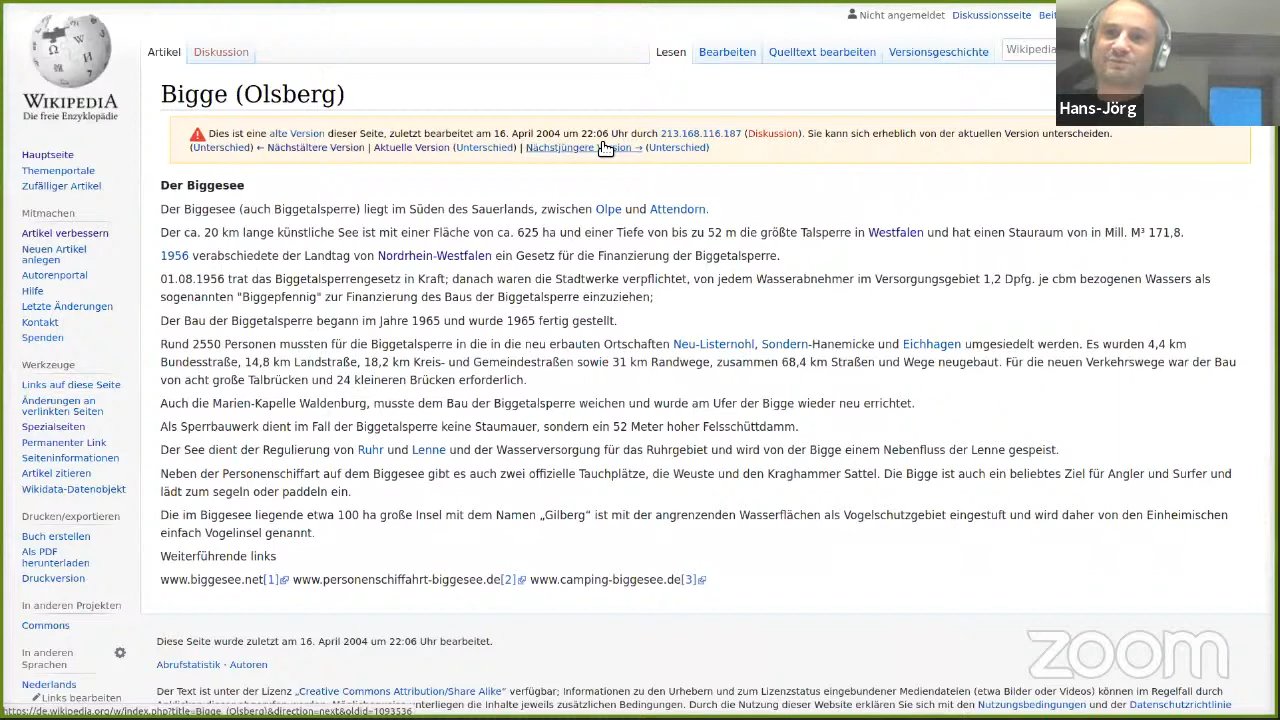 Nicht angemeldet Diskussionsseite
Hans-Jörg
WIKIPEDIA
Die freie Enzyklopädie
Artikel Diskussion Lesen Bearbeiten Quelltext bearbeiten Versionsgeschichte
Bigge (Olsberg)
Dies ist eine alte Version dieser Seite, zuletzt bearbeitet am 16. April 2004 um 22:06 Uhr durch 213.168.116.187 (Diskussion). Sie kann sich erheblich von der aktuellen Version unterscheiden.
(Unterschied) ← Nächstältere Version | Aktuelle Version (Unterschied) | Nächstjüngere Version → (Unterschied)
Hauptseite
Themenportale
Zufälliger Artikel
Mitmachen
Artikel verbessern
Neuen Artikel
anlegen
Autorenportal
Hilfe
Letzte Änderungen
Kontakt
Spenden
Werkzeuge
Links auf diese Seite
Änderungen an
verlinkten Seiten
Spezialseiten
Permanenter Link
Seiteninformationen
Artikel zitieren
Wikidata-Datenobjekt
Drucken/exportieren
Buch erstellen
Als PDF
herunterladen
Druckversion
In anderen Projekten
Commons
In anderen
Sprachen
Nederlands
Links bearbeiten
Der Biggesee
Der Biggesee (auch Biggetalsperre) liegt im Süden des Sauerlands, zwischen Olpe und Attendorn.
Der ca. 20 km lange künstliche See ist mit einer Fläche von ca. 625 ha und einer Tiefe von bis zu 52 m die größte Talsperre in Westfalen und hat einen Stauraum von in Mill. M³ 171,8.
1956 verabschiedete der Landtag von Nordrhein-Westfalen ein Gesetz für die Finanzierung der Biggetalsperre.
01.08.1956 trat das Biggetalsperrengesetz in Kraft; danach waren die Stadtwerke verpflichtet, von jedem Wasserabnehmer im Versorgungsgebiet 1,2 Dpfg. je cbm bezogenen Wassers als
sogenannten "Biggepfennig" zur Finanzierung des Baus der Biggetalsperre einzuziehen;
Der Bau der Biggetalsperre begann im Jahre 1965 und wurde 1965 fertig gestellt.
Rund 2550 Personen mussten für die Biggetalsperre in die in die neu erbauten Ortschaften Neu-Listernohl, Sondern-Hanemicke und Eichhagen umgesiedelt werden. Es wurden 4,4 km
Bundesstraße, 14,8 km Landstraße, 18,2 km Kreis- und Gemeindestraßen sowie 31 km Randwege, zusammen 68,4 km Straßen und Wege neugebaut. Für die neuen Verkehrswege war der Bau
von acht große Talbrücken und 24 kleineren Brücken erforderlich.
Auch die Marien-Kapelle Waldenburg, musste dem Bau der Biggetalsperre weichen und wurde am Ufer der Bigge wieder neu errichtet.
Als Sperrbauwerk dient im Fall der Biggetalsperre keine Staumauer, sondern ein 52 Meter hoher Felsschüttdamm.
Der See dient der Regulierung von Ruhr und Lenne und der Wasserversorgung für das Ruhrgebiet und wird von der Bigge einem Nebenfluss der Lenne gespeist.
Neben der Personenschiffart auf dem Biggesee gibt es auch zwei offizielle Tauchplätze, die Weuste und den Kraghammer Sattel. Die Bigge ist auch ein beliebtes Ziel für Angler und Surfer und
lädt zum segeln oder paddeln ein.
Die im Biggesee liegende etwa 100 ha große Insel mit dem Namen „Gilberg“ ist mit der angrenzenden Wasserflächen als Vogelschutzgebiet eingestuft und wird daher von den Einheimischen
einfach Vogelinsel genannt.
Weiterführende links
www.biggesee.net[1] www.personenschiffahrt-biggesee.de[2] www.camping-biggesee.de[3]
Diese Seite wurde zuletzt am 16. April 2004 um 22:06 Uhr bearbeitet.
Abrufstatistik · Autoren
zoom
Der Text ist unter der Lizenz „Creative Commons Attribution/Share Alike“ verfügbar; Informationen zu den Urhebern und zum Lizenzstatus eingebundener Mediendateien (etwa Bilder oder Videos) können im Regelfall durch
unterliegen die Inhalte jeweils zusätzlichen Bedingungen. Durch die Nutzung dieser Website erklären Sie sich mit den Nutzungsbedingungen und der Datenschutzrichtlinie
https://de.wikipedia.org/w/index.php?title=Bigge_(Olsberg)&direction=next&oldid=1093536